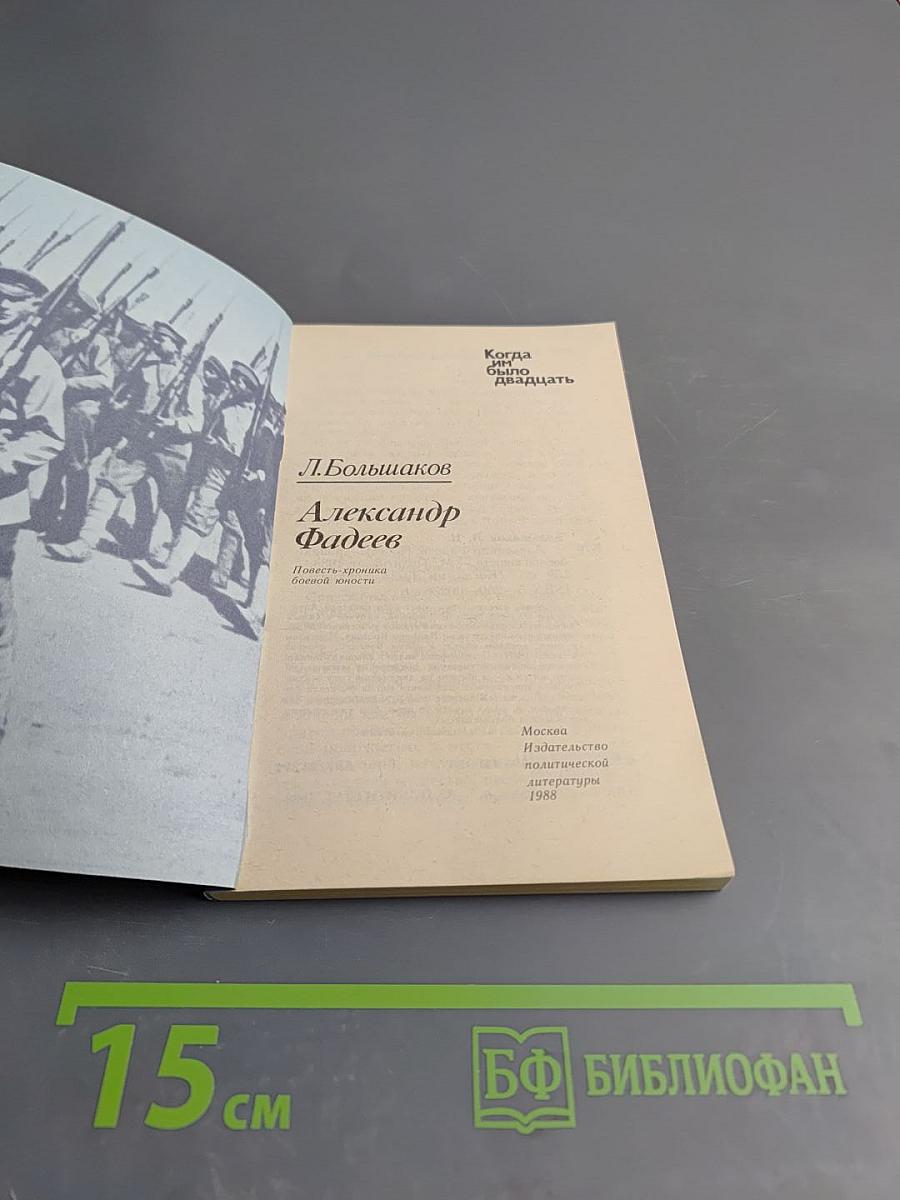 Когда
им
было
двадцать
Л.Большаков
Александр
Фадеев
Повесть-хроника
боевой юности
Москва
Издательство
политической
литературы
1988
15 см
БФ БИБЛИОФАН